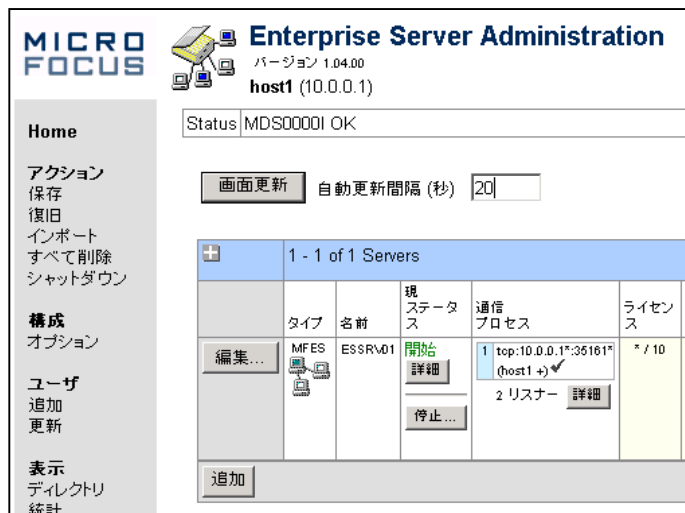 MICRO
FOCUS
Enterprise Server Administration
バージョン 1.04.00
host1 (10.0.0.1)
Status MDS0000I OK
Home
アクション
保存
復旧
インポート
すべて削除
シャットダウン
構成
オプション
ユーザ
追加
更新
表示
ディレクトリ
統計
画面更新 自動更新間隔 (秒) 20
1 - 1 of 1 Servers
タイプ
名前
現
ステータ
ス
通信
プロセス
ライセン
ス
編集...
MFES
ESSRV01
開始
詳細
停止...
1 tcp:10.0.0.1*:35161*
(host1 +)✔
2 リスナー 詳細
* / 10
追加